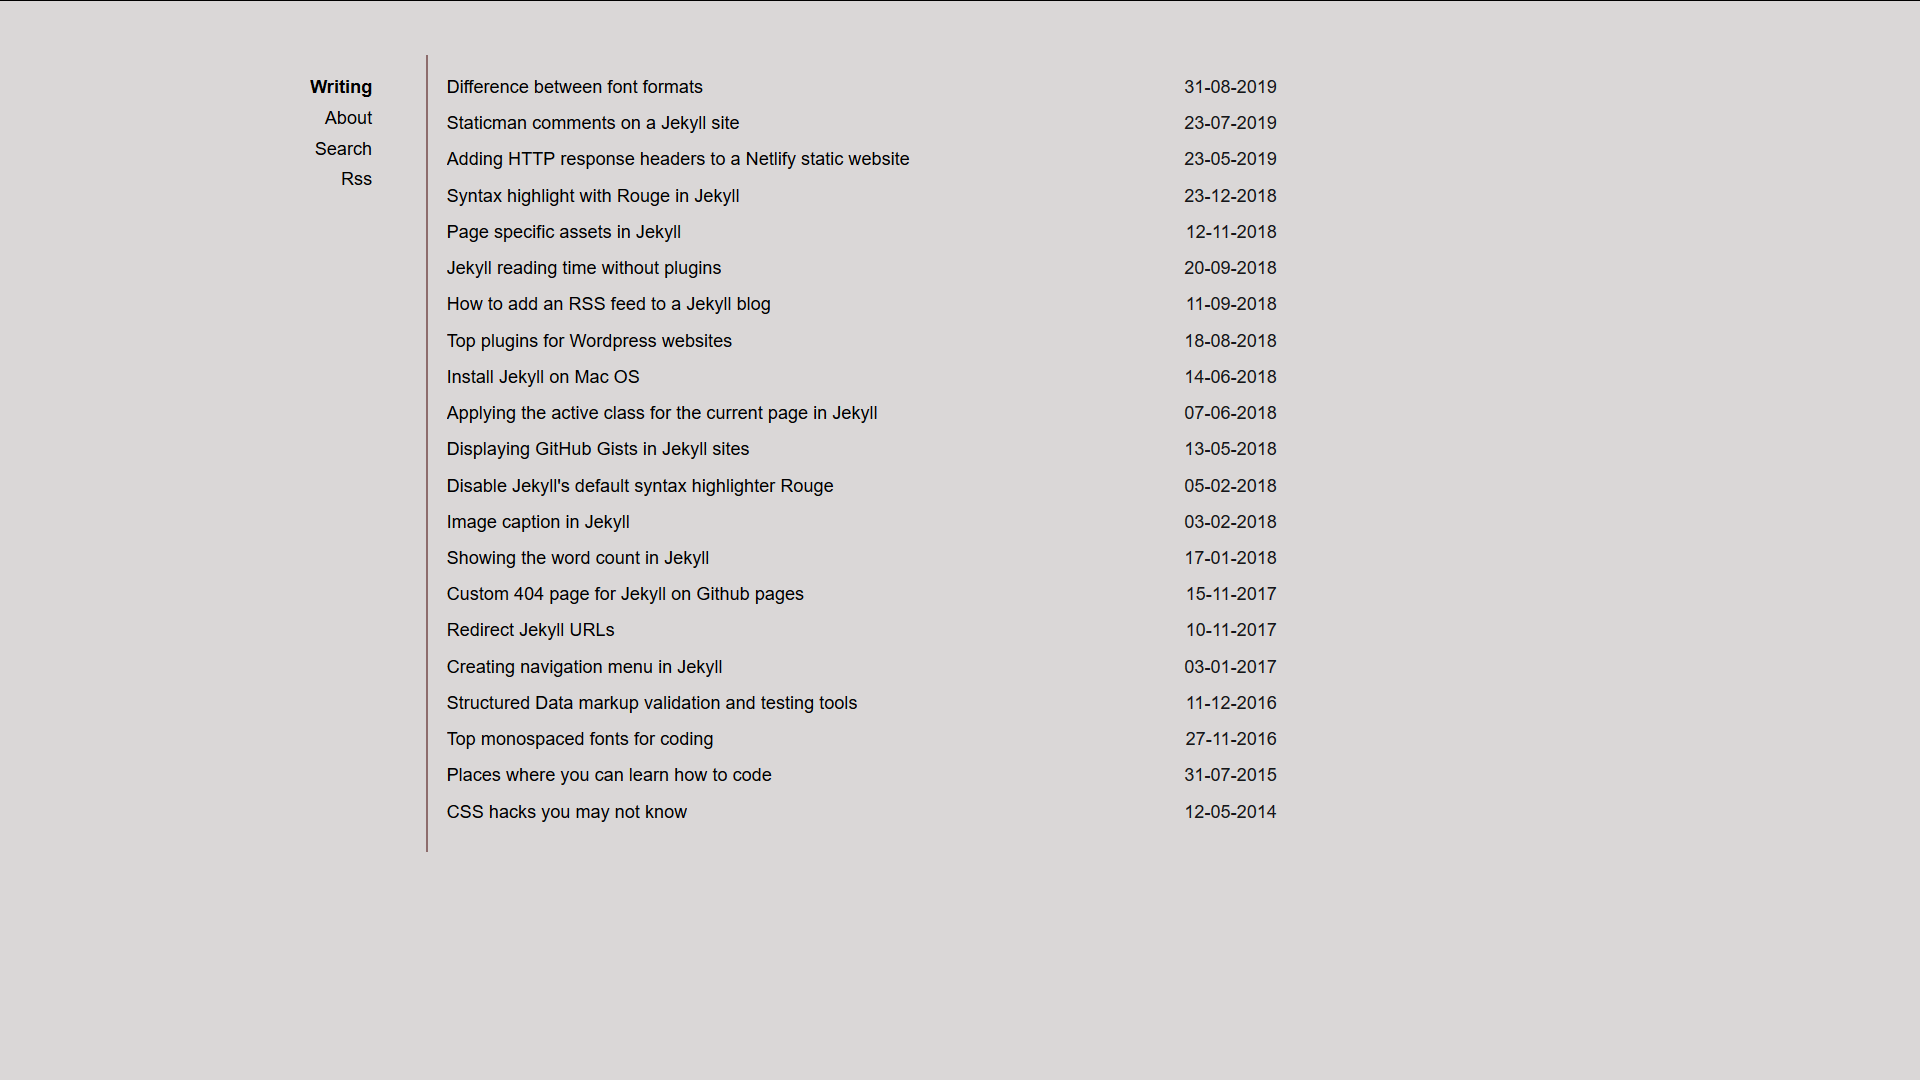 Writing
About
Search
Rss
Difference between font formats 31-08-2019
Staticman comments on a Jekyll site 23-07-2019
Adding HTTP response headers to a Netlify static website 23-05-2019
Syntax highlight with Rouge in Jekyll 23-12-2018
Page specific assets in Jekyll 12-11-2018
Jekyll reading time without plugins 20-09-2018
How to add an RSS feed to a Jekyll blog 11-09-2018
Top plugins for Wordpress websites 18-08-2018
Install Jekyll on Mac OS 14-06-2018
Applying the active class for the current page in Jekyll 07-06-2018
Displaying GitHub Gists in Jekyll sites 13-05-2018
Disable Jekyll's default syntax highlighter Rouge 05-02-2018
Image caption in Jekyll 03-02-2018
Showing the word count in Jekyll 17-01-2018
Custom 404 page for Jekyll on Github pages 15-11-2017
Redirect Jekyll URLs 10-11-2017
Creating navigation menu in Jekyll 03-01-2017
Structured Data markup validation and testing tools 11-12-2016
Top monospaced fonts for coding 27-11-2016
Places where you can learn how to code 31-07-2015
CSS hacks you may not know 12-05-2014